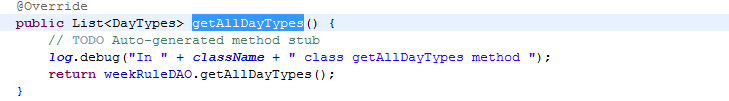 @Override
public List<DayTypes> getAllDayTypes() {
// TODO Auto-generated method stub
log.debug("In " + className + " class getAllDayTypes method ");
return weekRuleDAO.getAllDayTypes();
}